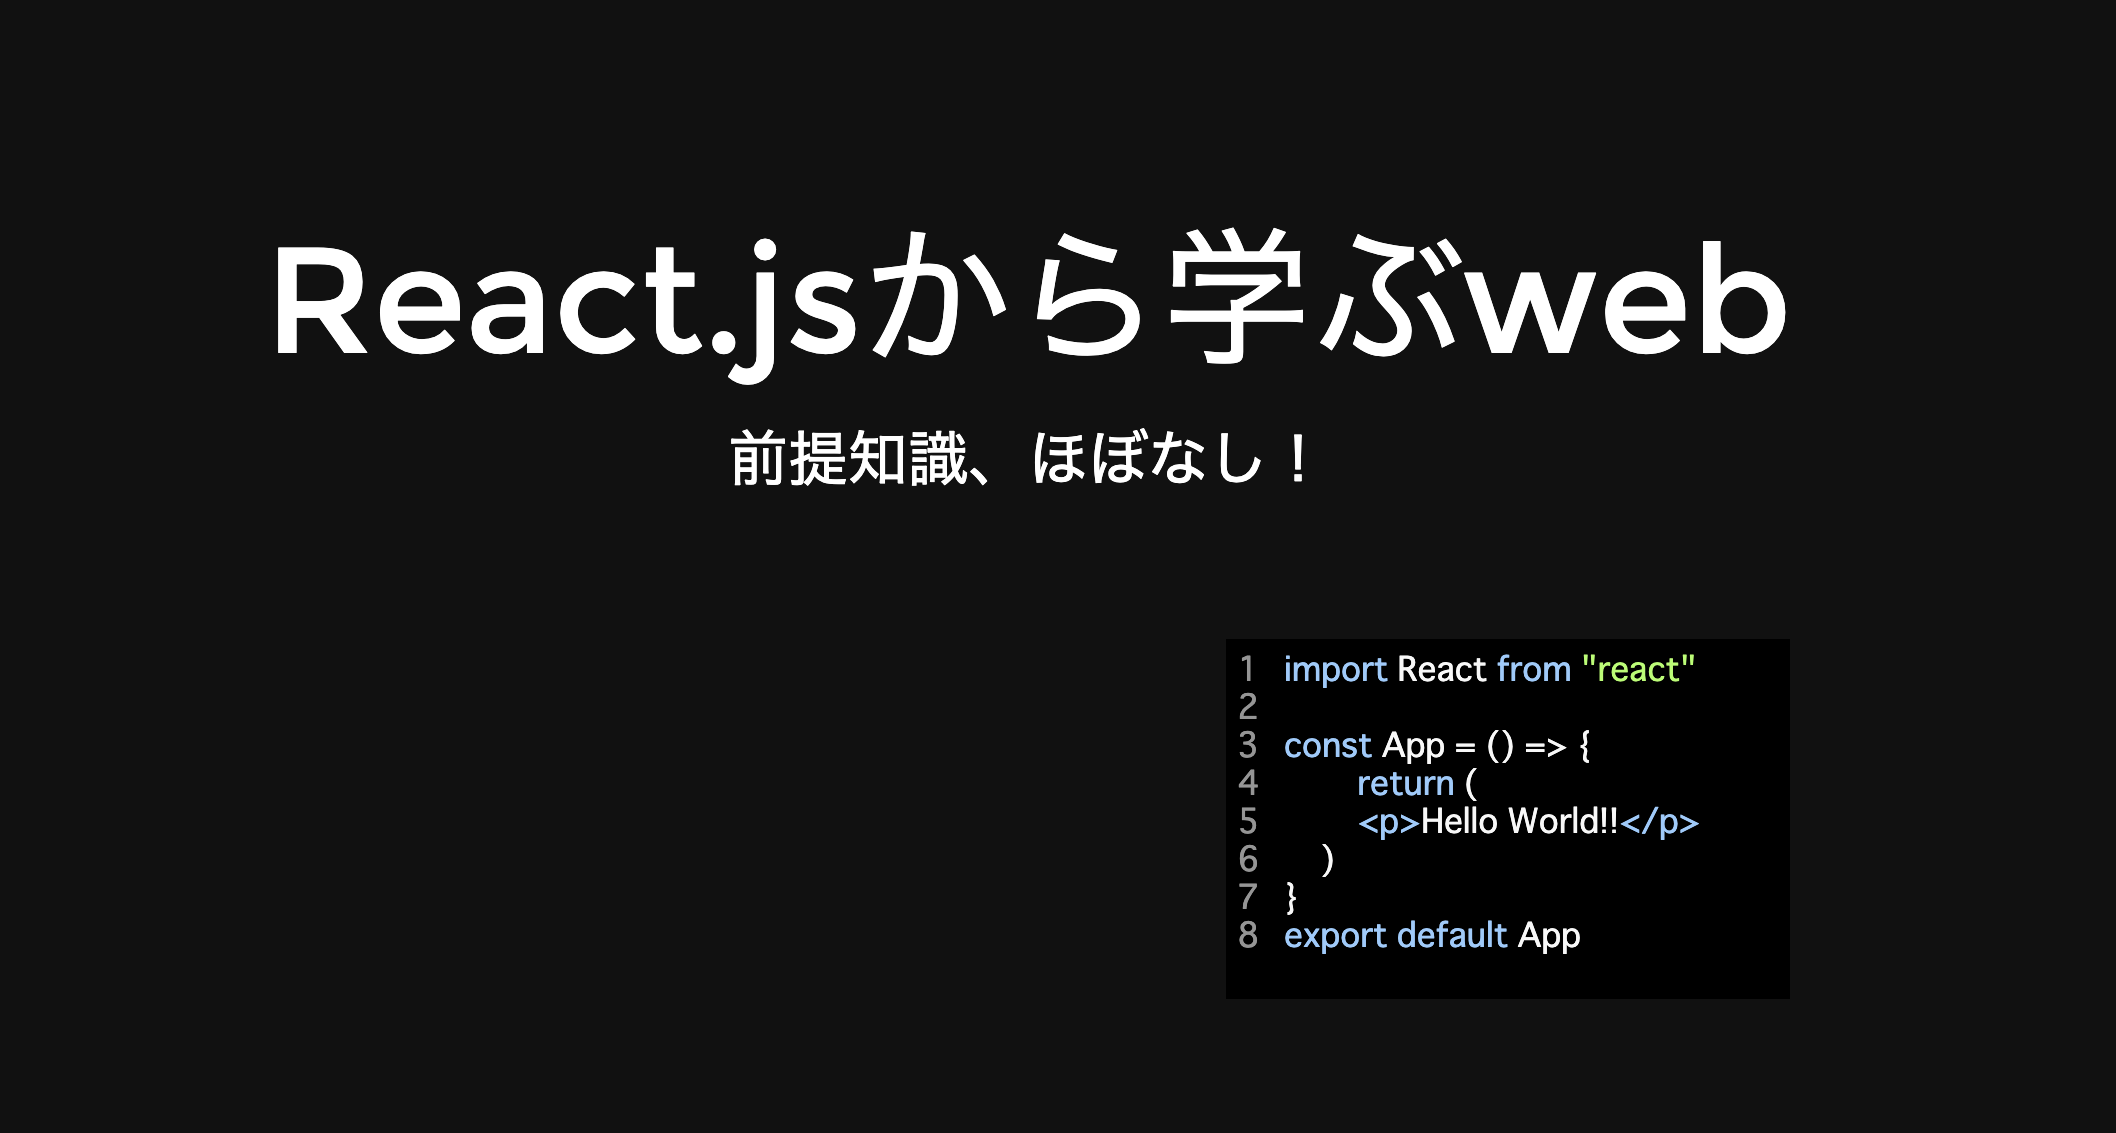 React.jsから学ぶweb
前提知識、ほぼなし！
1 import React from "react"
2
3 const App = () => {
4 return (
5 <p>Hello World!!</p>
6 )
7 }
8 export default App